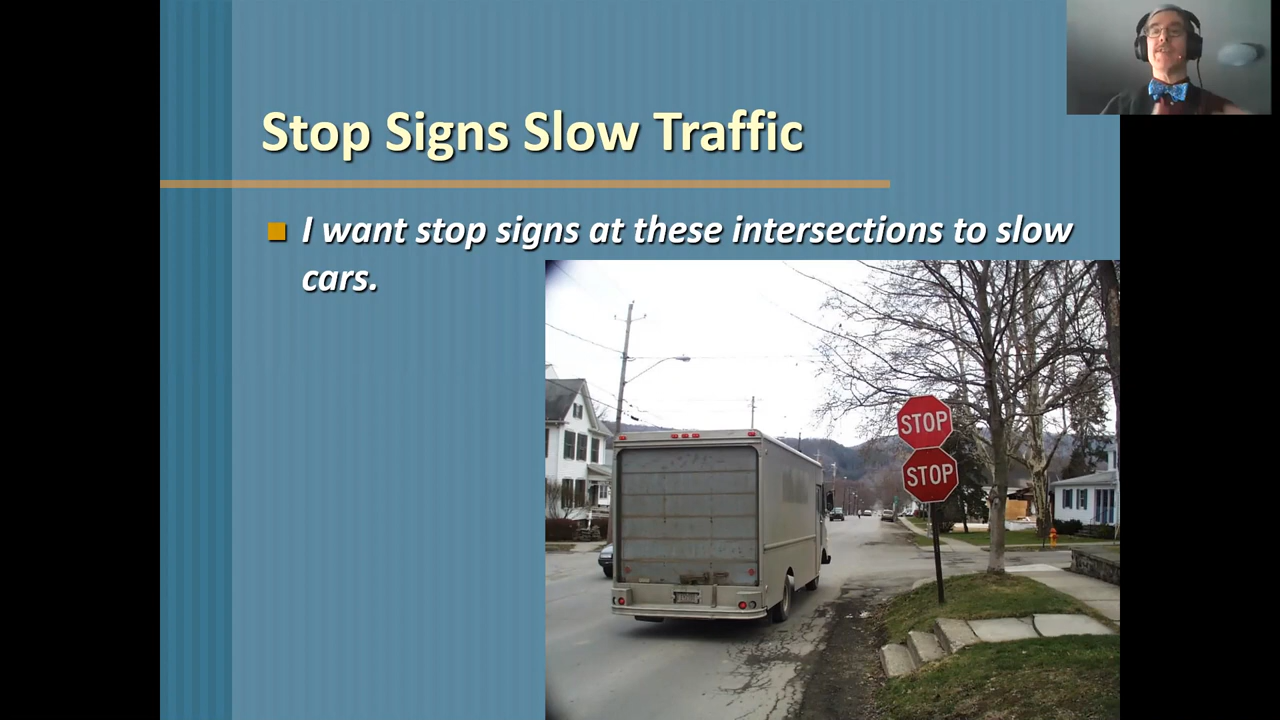 Stop Signs Slow Traffic
I want stop signs at these intersections to slow
cars.
STOP
STOP